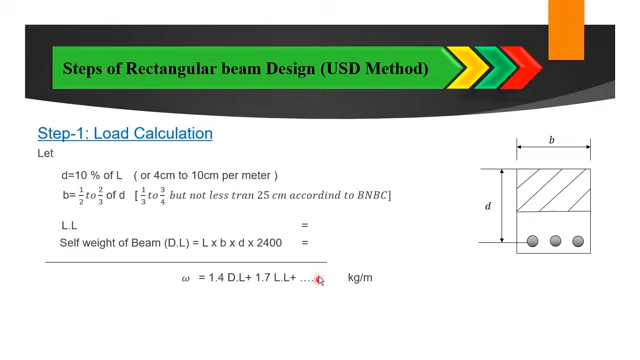 Steps of Rectangular beam Design (USD Method)
Step-1: Load Calculation
Let
d=10 % of L ( or 4cm to 10cm per meter )
b= 1/2 to 2/3 of d [ 1/3 to 3/4 but not less tran 25 cm accordind to BNBC]
L.L =
Self weight of Beam (D.L) = L x b x d x 2400 =
ω = 1.4 D.L+ 1.7 L.L+ ..... kg/m
b
d